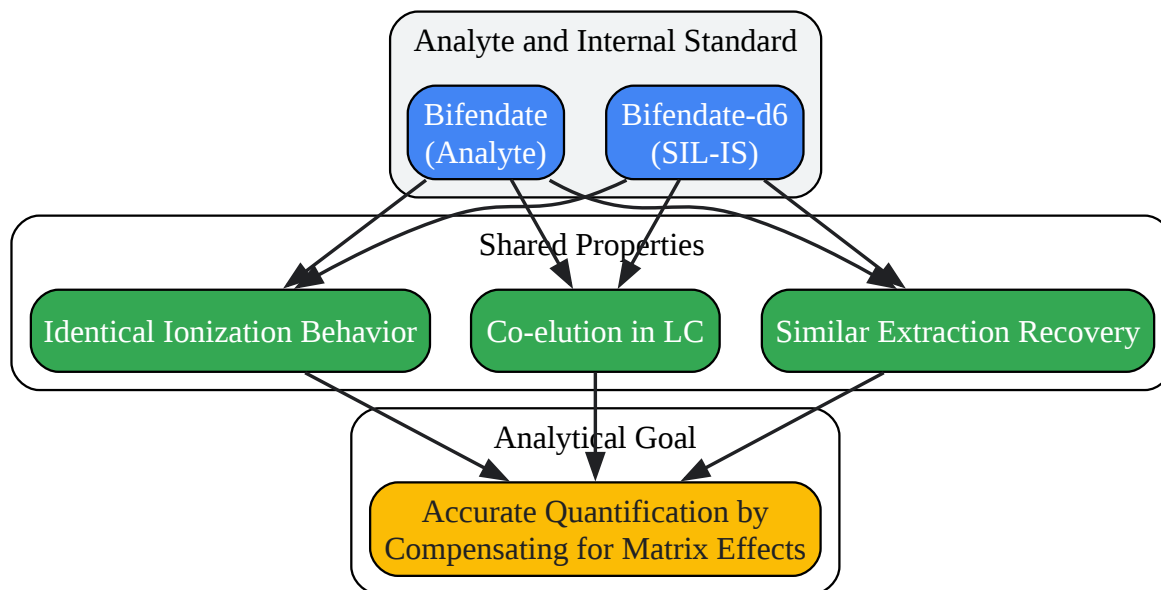 Analyte and Internal Standard
Bifendate
(Analyte)
Bifendate-d6
(SIL-IS)
Shared Properties
Identical Ionization Behavior
Co-elution in LC
Similar Extraction Recovery
Analytical Goal
Accurate Quantification by
Compensating for Matrix Effects